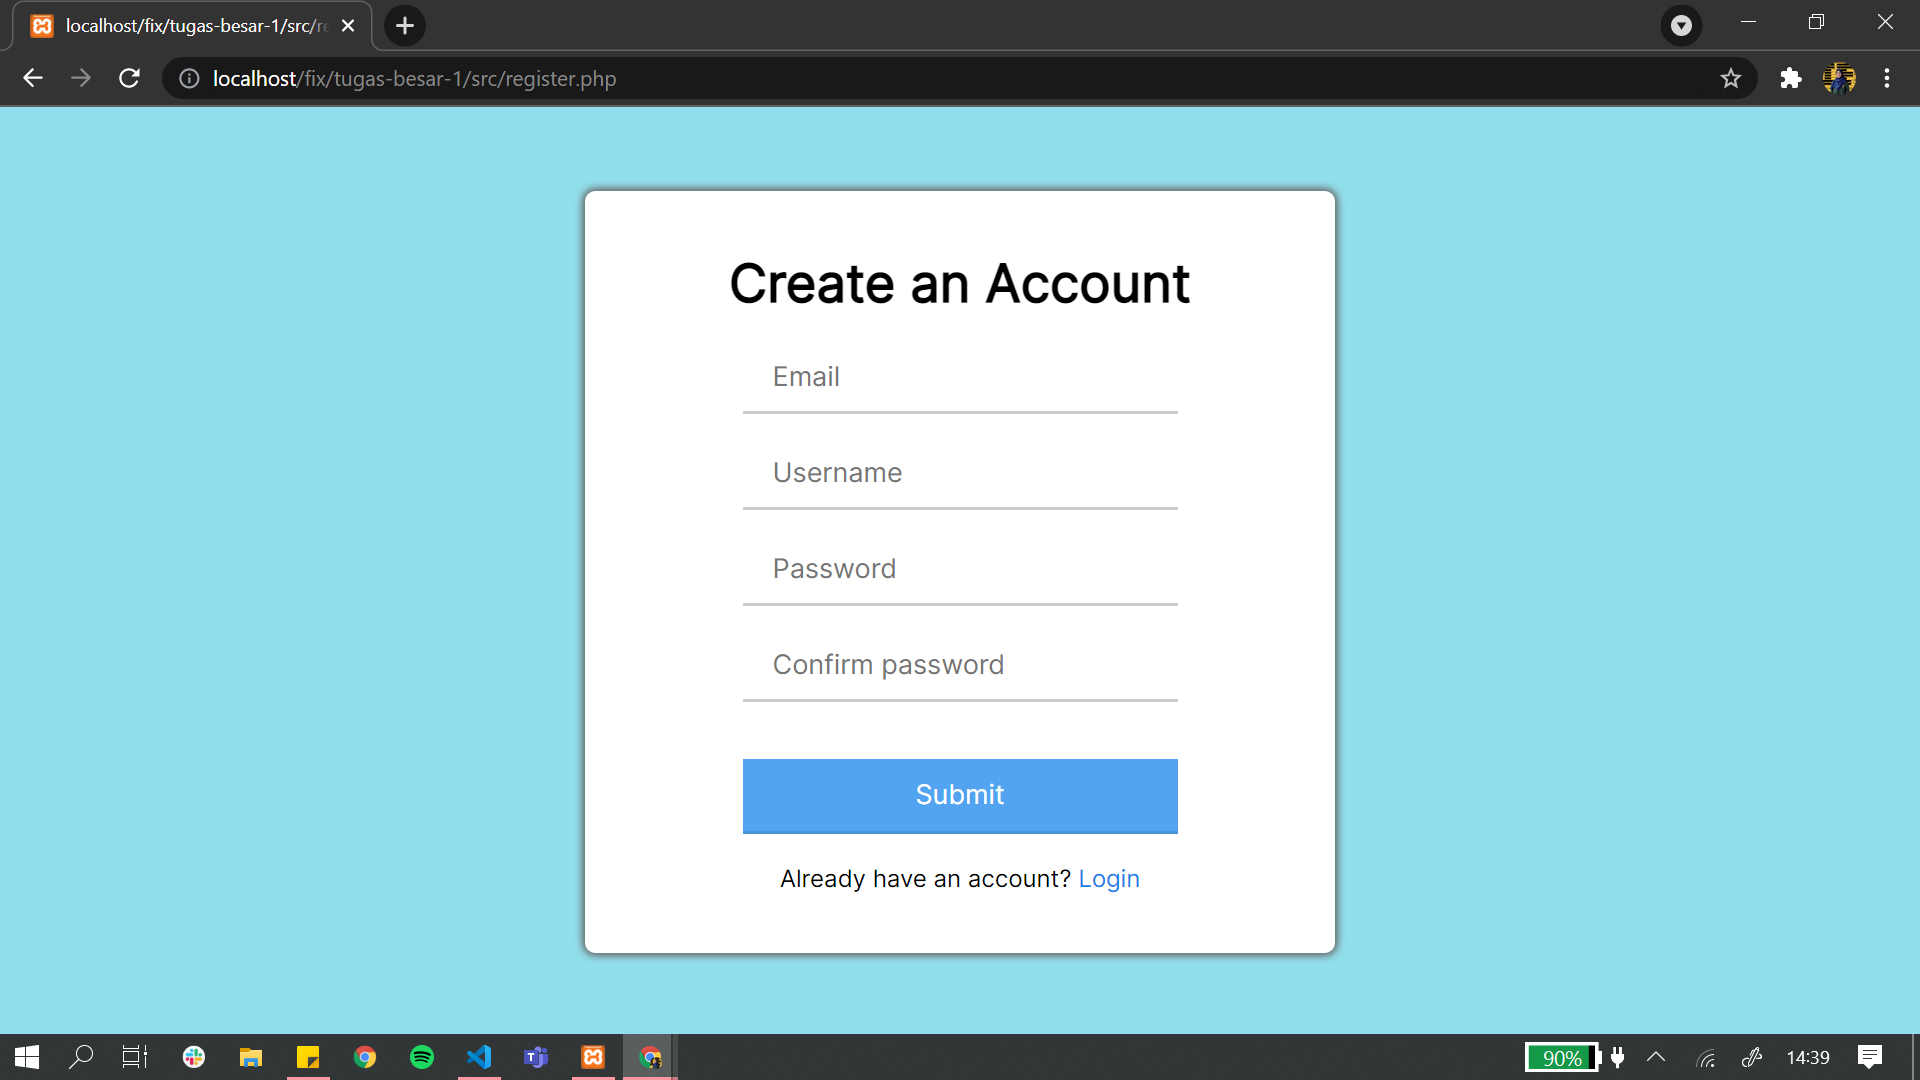 localhost/fix/tugas-besar-1/src/re
localhost/fix/tugas-besar-1/src/register.php
Create an Account
Email
Username
Password
Confirm password
Submit
Already have an account? Login
90%
14:39